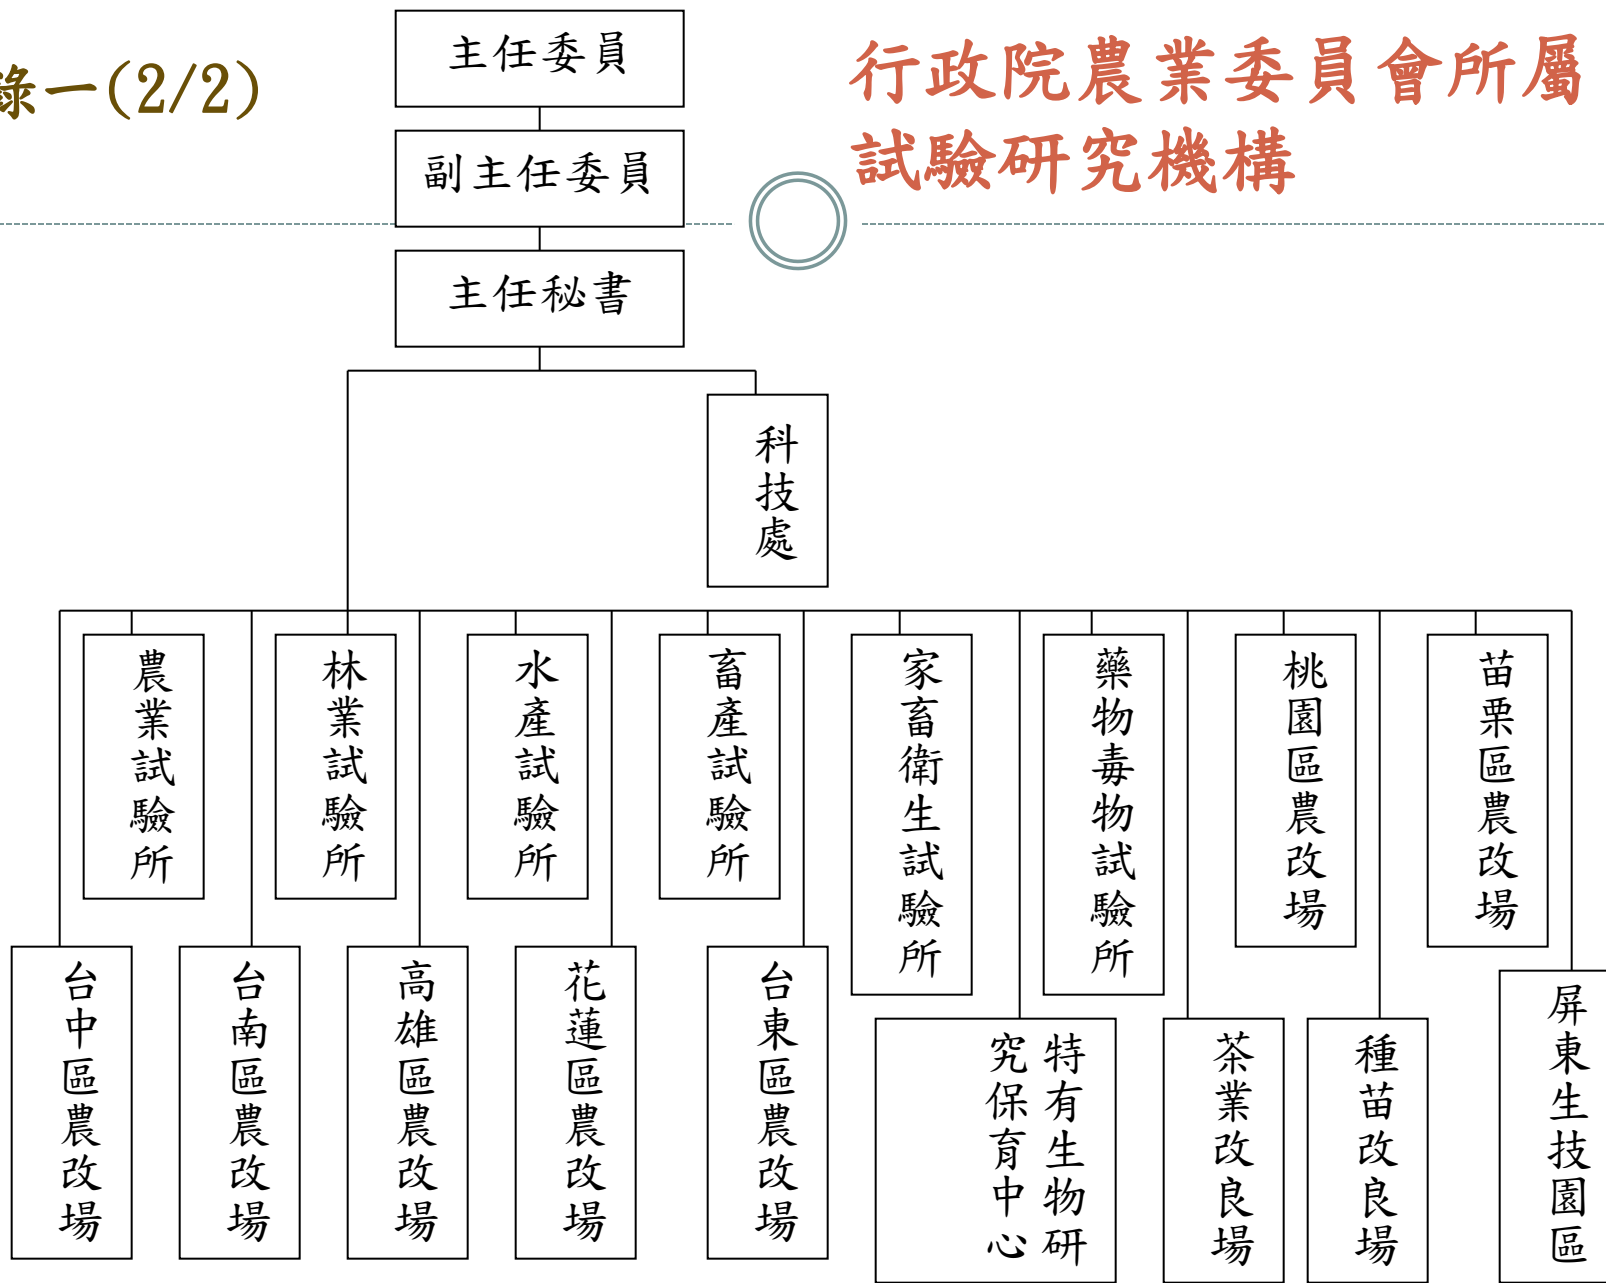 錄一(2/2)
行政院農業委員會所屬
試驗研究機構
主任委員
副主任委員
主任秘書
科技處
農業試驗所
林業試驗所
水產試驗所
畜產試驗所
家畜衛生試驗所
藥物毒物試驗所
桃園區農改場
苗栗區農改場
台中區農改場
台南區農改場
高雄區農改場
花蓮區農改場
台東區農改場
特有生物研
究保育中心
茶業改良場
種苗改良場
屏東生技園區